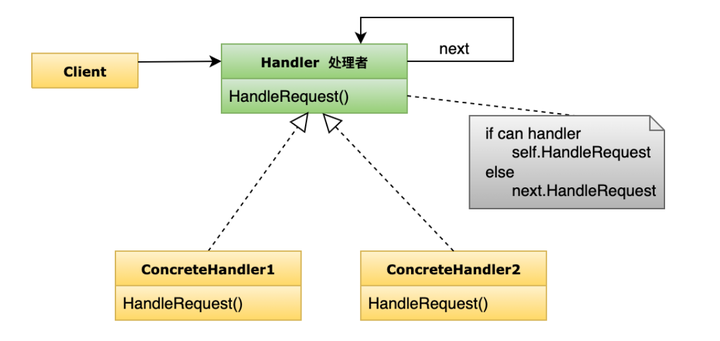 next
Client
Handler 处理者
HandleRequest()
if can handler
self.HandleRequest
else
next.HandleRequest
ConcreteHandler1
HandleRequest()
ConcreteHandler2
HandleRequest()